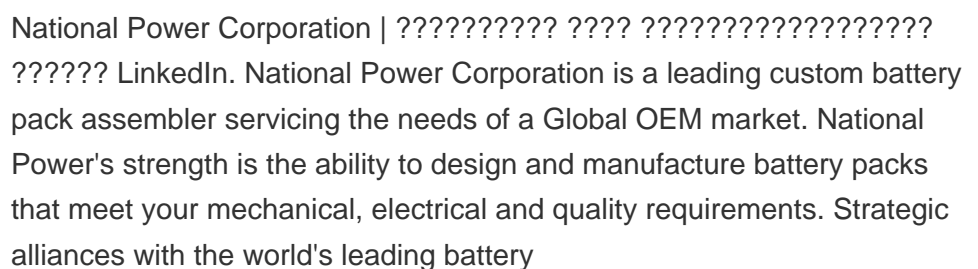 National Power Corporation | ?????????? ???? ??????????????????
?????? LinkedIn. National Power Corporation is a leading custom battery
pack assembler servicing the needs of a Global OEM market. National
Power's strength is the ability to design and manufacture battery packs
that meet your mechanical, electrical and quality requirements. Strategic
alliances with the world's leading battery